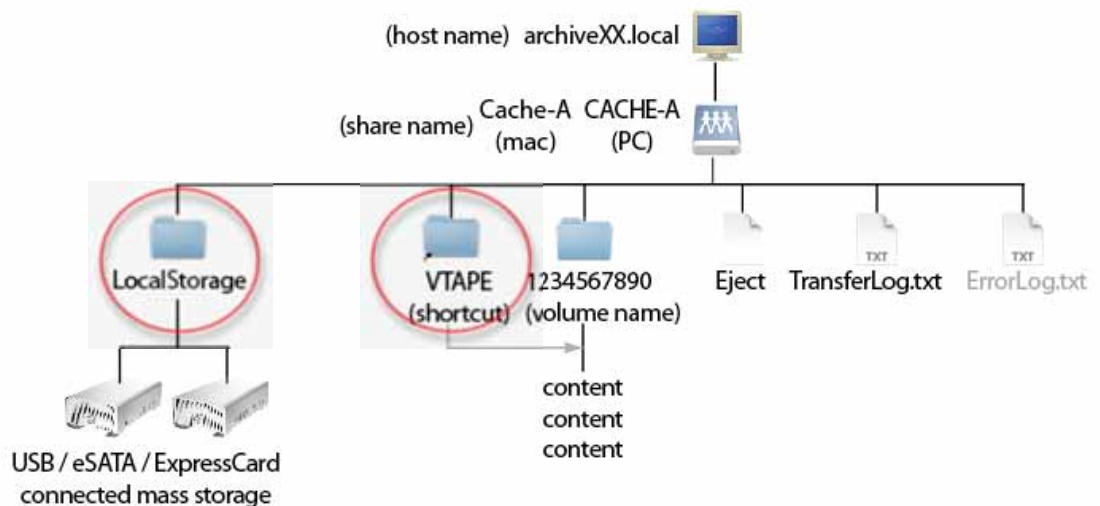 (host name) archiveXX.local
(share name) Cache-A (mac) CACHE-A (PC)
LocalStorage
VTAPE (shortcut)
1234567890 (volume name)
Eject
TXT
TransferLog.txt
TXT
ErrorLog.txt
content
content
content
USB / eSATA / ExpressCard
connected mass storage